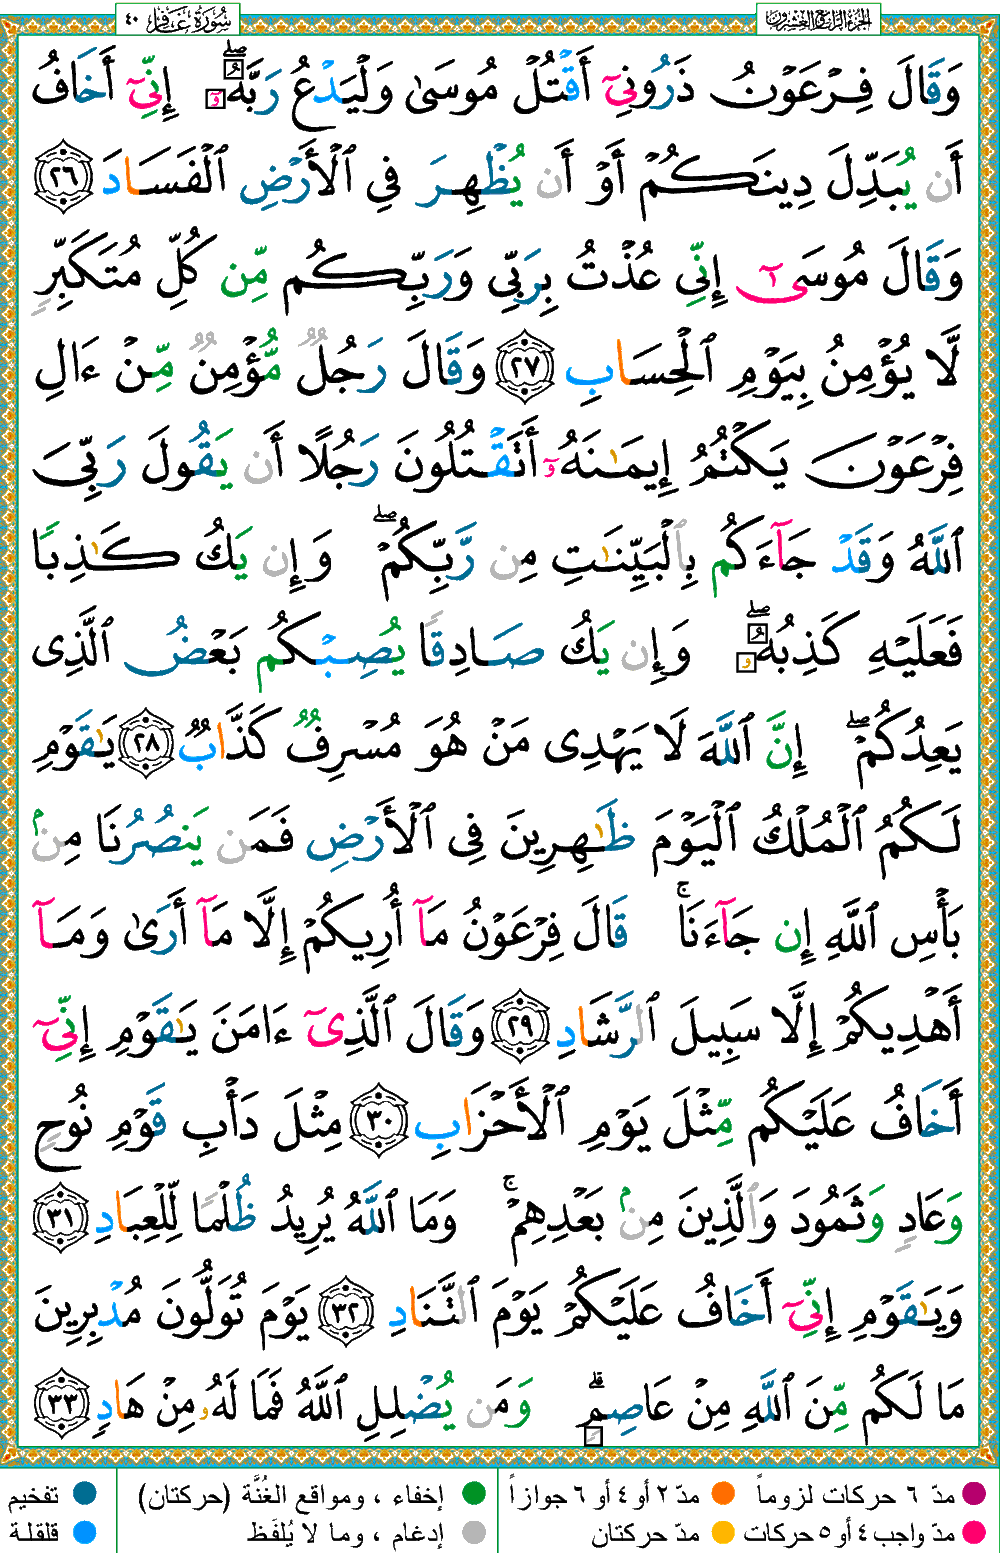 الجزء الرابع والعشرون
سورة غافر ٤٠
وَقَالَ فِرْعَوْنُ ذَرُونِىٓ أَقْتُلْ مُوسَىٰ وَلْيَدْعُ رَبَّهُۥٓ ۖ إِنِّىٓ أَخَافُ
أَن يُبَدِّلَ دِينَكُمْ أَوْ أَن يُظْهِرَ فِى ٱلْأَرْضِ ٱلْفَسَادَ ٢٦
وَقَالَ مُوسَىٰٓ إِنِّى عُذْتُ بِرَبِّى وَرَبِّكُم مِّن كُلِّ مُتَكَبِّرٍ
لَّا يُؤْمِنُ بِيَوْمِ ٱلْحِسَابِ ٢٧ وَقَالَ رَجُلٌ مُّؤْمِنٌ مِّنْ ءَالِ
فِرْعَوْنَ يَكْتُمُ إِيمَـٰنَهُۥٓ أَتَقْتُلُونَ رَجُلًا أَن يَقُولَ رَبِّىَ
ٱللَّهُ وَقَدْ جَآءَكُم بِٱلْبَيِّنَـٰتِ مِن رَّبِّكُمْ ۖ وَإِن يَكُ كَـٰذِبًا
فَعَلَيْهِ كَذِبُهُۥ ۖ وَإِن يَكُ صَادِقًا يُصِبْكُم بَعْضُ ٱلَّذِى
يَعِدُكُمْ ۖ إِنَّ ٱللَّهَ لَا يَهْدِى مَنْ هُوَ مُسْرِفٌ كَذَّابٌ ٢٨ يَـٰقَوْمِ
لَكُمُ ٱلْمُلْكُ ٱلْيَوْمَ ظَـٰهِرِينَ فِى ٱلْأَرْضِ فَمَن يَنصُرُنَا مِنۢ
بَأْسِ ٱللَّهِ إِن جَآءَنَا ۚ قَالَ فِرْعَوْنُ مَآ أُرِيكُمْ إِلَّا مَآ أَرَىٰ وَمَآ
أَهْدِيكُمْ إِلَّا سَبِيلَ ٱلرَّشَادِ ٢٩ وَقَالَ ٱلَّذِىٓ ءَامَنَ يَـٰقَوْمِ إِنِّىٓ
أَخَافُ عَلَيْكُم مِّثْلَ يَوْمِ ٱلْأَحْزَابِ ٣٠ مِثْلَ دَأْبِ قَوْمِ نُوحٍ
وَعَادٍ وَثَمُودَ وَٱلَّذِينَ مِنۢ بَعْدِهِمْ ۚ وَمَا ٱللَّهُ يُرِيدُ ظُلْمًا لِّلْعِبَادِ ٣١
وَيَـٰقَوْمِ إِنِّىٓ أَخَافُ عَلَيْكُمْ يَوْمَ ٱلتَّنَادِ ٣٢ يَوْمَ تُوَلُّونَ مُدْبِرِينَ
مَا لَكُم مِّنَ ٱللَّهِ مِنْ عَاصِمٍ ۗ وَمَن يُضْلِلِ ٱللَّهُ فَمَا لَهُۥ مِنْ هَادٍ ٣٣
مدّ ٦ حركات لزوماً مدّ ٢ أو ٤ أو ٦ جوازاً إخفاء ، ومواقع الغُنَّة (حركتان) تفخيم
مدّ واجب ٤ أو ٥ حركات مدّ حركتان إدغام ، وما لا يُلفَظ قلقلة